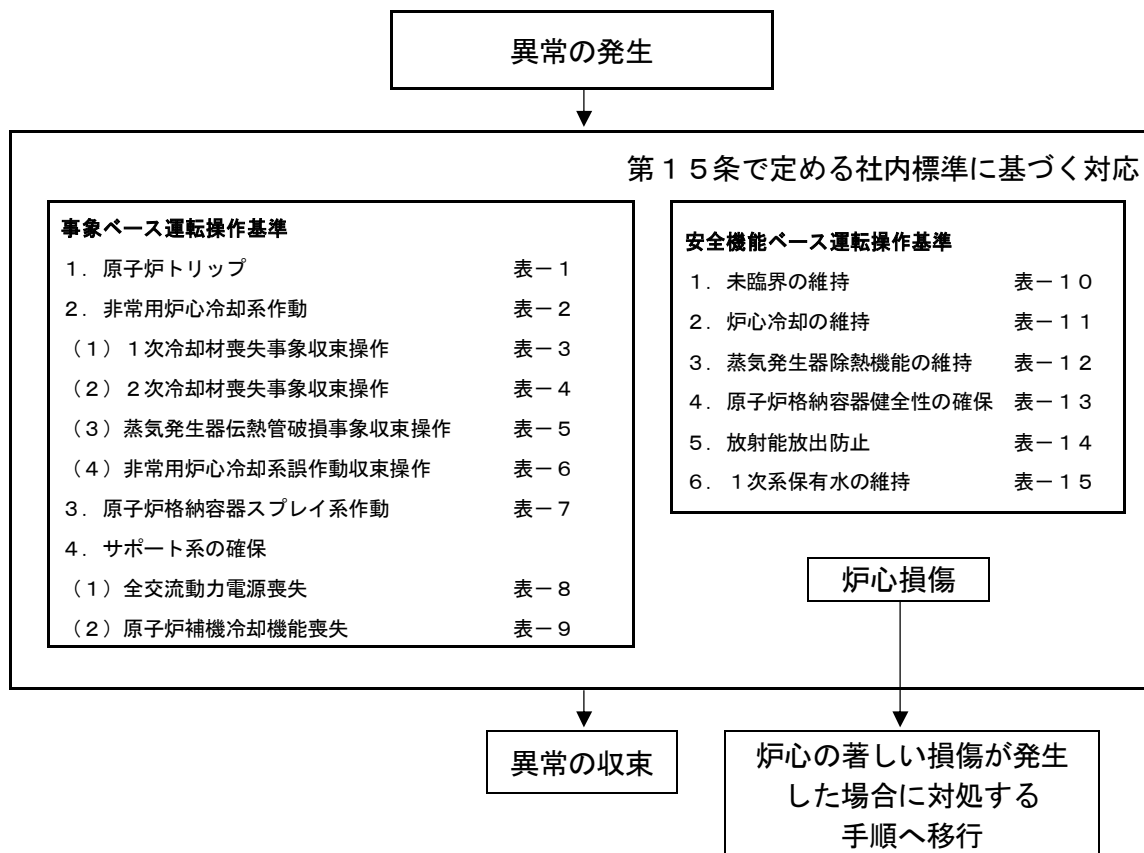 異常の発生
第１５条で定める社内標準に基づく対応
事象ベース運転操作基準
１．原子炉トリップ 表－１
２．非常用炉心冷却系作動 表－２
（１）１次冷却材喪失事象収束操作 表－３
（２）２次冷却材喪失事象収束操作 表－４
（３）蒸気発生器伝熱管破損事象収束操作 表－５
（４）非常用炉心冷却系誤作動収束操作 表－６
３．原子炉格納容器スプレイ系作動 表－７
４．サポート系の確保
（１）全交流動力電源喪失 表－８
（２）原子炉補機冷却機能喪失 表－９
安全機能ベース運転操作基準
１．未臨界の維持 表－１０
２．炉心冷却の維持 表－１１
３．蒸気発生器除熱機能の維持 表－１２
４．原子炉格納容器健全性の確保 表－１３
５．放射能放出防止 表－１４
６．１次系保有水の維持 表－１５
炉心損傷
異常の収束
炉心の著しい損傷が発生
した場合に対処する
手順へ移行